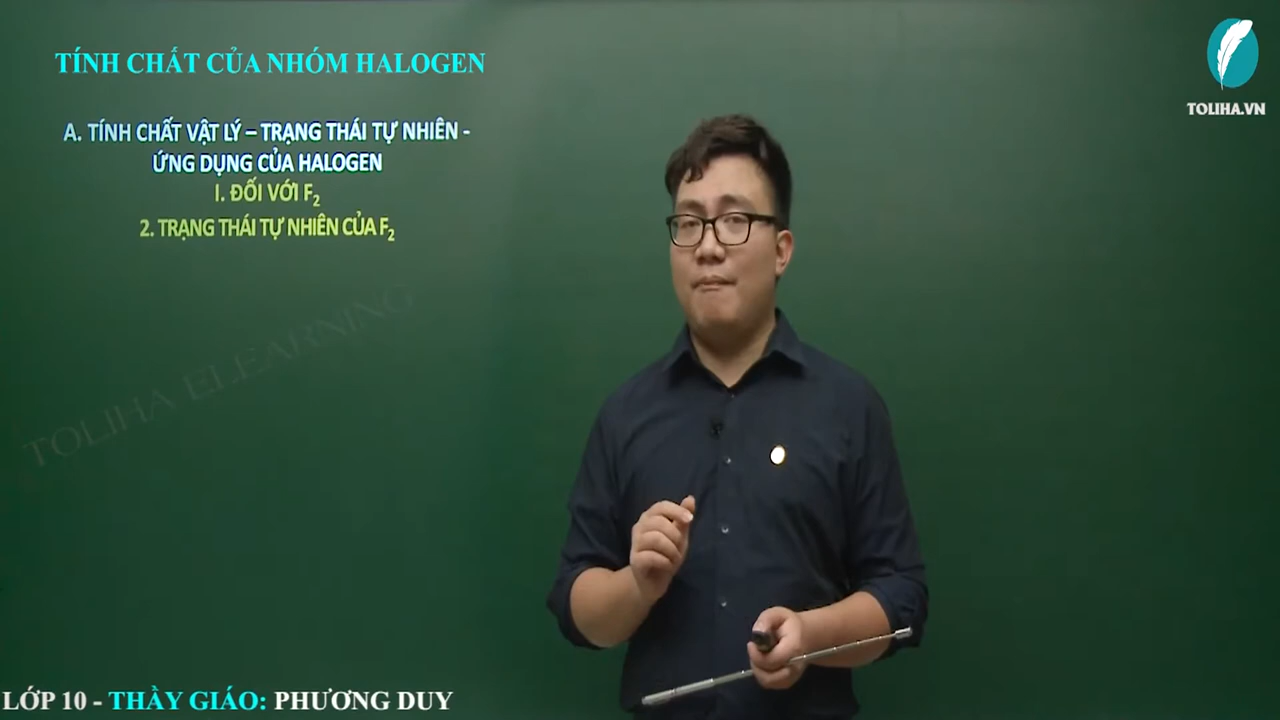 TÍNH CHẤT CỦA NHÓM HALOGEN
TOLIHA.VN
A. TÍNH CHẤT VẬT LÝ – TRẠNG THÁI TỰ NHIÊN -
ỨNG DỤNG CỦA HALOGEN
I. ĐỐI VỚI F₂
2. TRẠNG THÁI TỰ NHIÊN CỦA F₂
TOLIHA ELEARNING
LỚP 10 - THẦY GIÁO: PHƯƠNG DUY